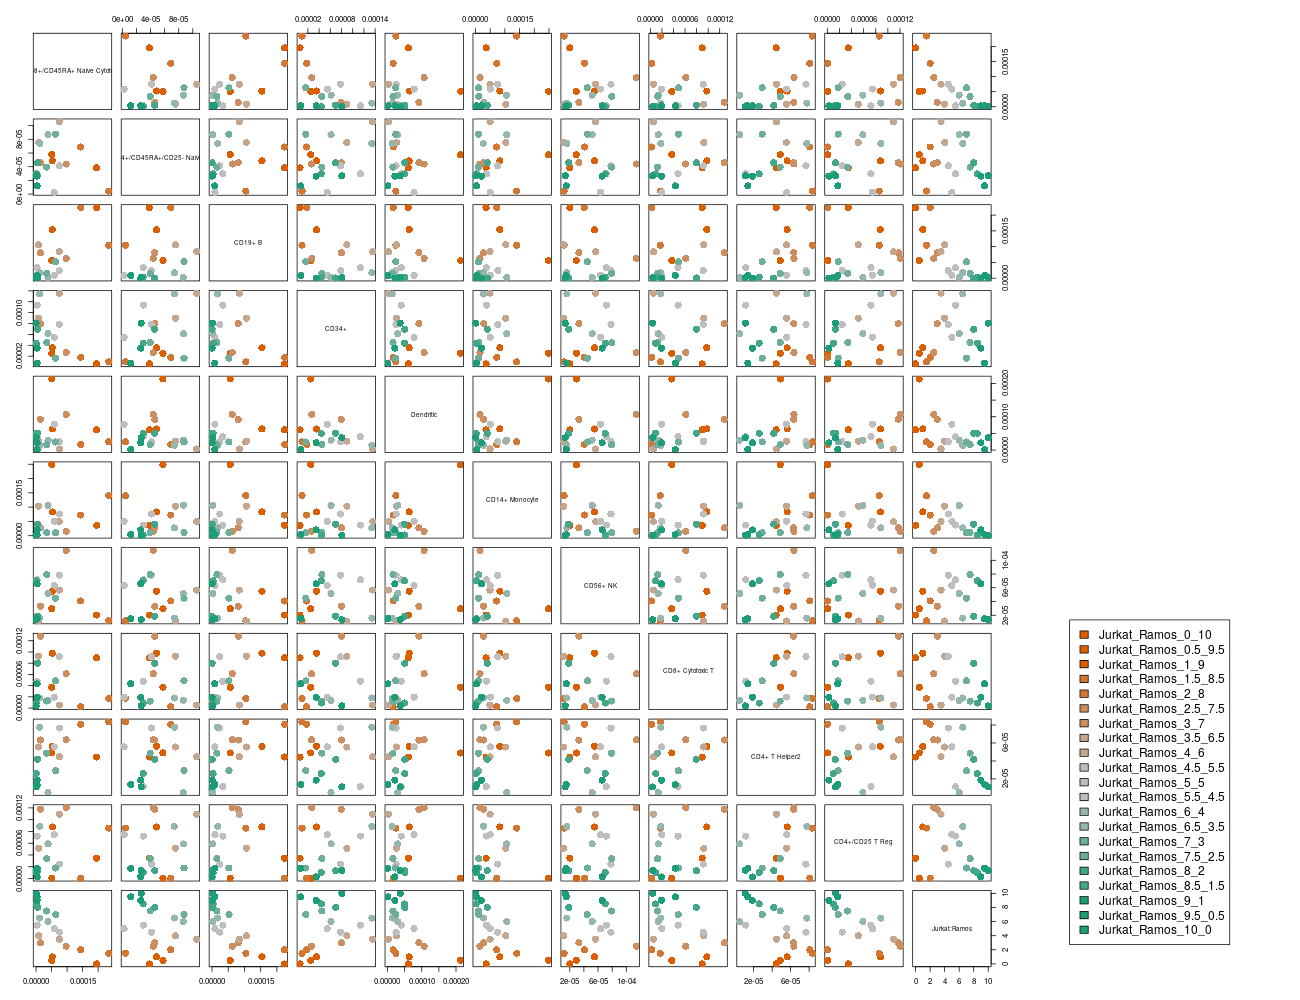 0e+00 4e-05 8e-05 0.00002 0.00008 0.00014 0.00000 0.00015 0.00000 0.00006 0.00012 0.00000 0.00006 0.00012
8+/CD45RA+ Naive Cytot
0.00000 0.00015
4+/CD45RA+/CD25- Naiv
0e+00 4e-05 8e-05
CD19+ B
0.00000 0.00015
CD34+
0.00002 0.00010
Dendritic
0.00000 0.00010 0.00020
CD14+ Monocyte
0.00000 0.00015
CD56+ NK
2e-05 6e-05 1e-04
CD8+ Cytotoxic T
0.00000 0.00006 0.00012
CD4+ T Helper2
2e-05 6e-05
CD4+/CD25 T Reg
0.00000 0.00006 0.00012
Jurkat:Ramos
0 2 4 6 8 10
0.00000 0.00015 0.00000 0.00015 0.00000 0.00010 0.00020 2e-05 6e-05 1e-04 2e-05 6e-05 0 2 4 6 8 10
Jurkat_Ramos_0_10
Jurkat_Ramos_0.5_9.5
Jurkat_Ramos_1_9
Jurkat_Ramos_1.5_8.5
Jurkat_Ramos_2_8
Jurkat_Ramos_2.5_7.5
Jurkat_Ramos_3_7
Jurkat_Ramos_3.5_6.5
Jurkat_Ramos_4_6
Jurkat_Ramos_4.5_5.5
Jurkat_Ramos_5_5
Jurkat_Ramos_5.5_4.5
Jurkat_Ramos_6_4
Jurkat_Ramos_6.5_3.5
Jurkat_Ramos_7_3
Jurkat_Ramos_7.5_2.5
Jurkat_Ramos_8_2
Jurkat_Ramos_8.5_1.5
Jurkat_Ramos_9_1
Jurkat_Ramos_9.5_0.5
Jurkat_Ramos_10_0